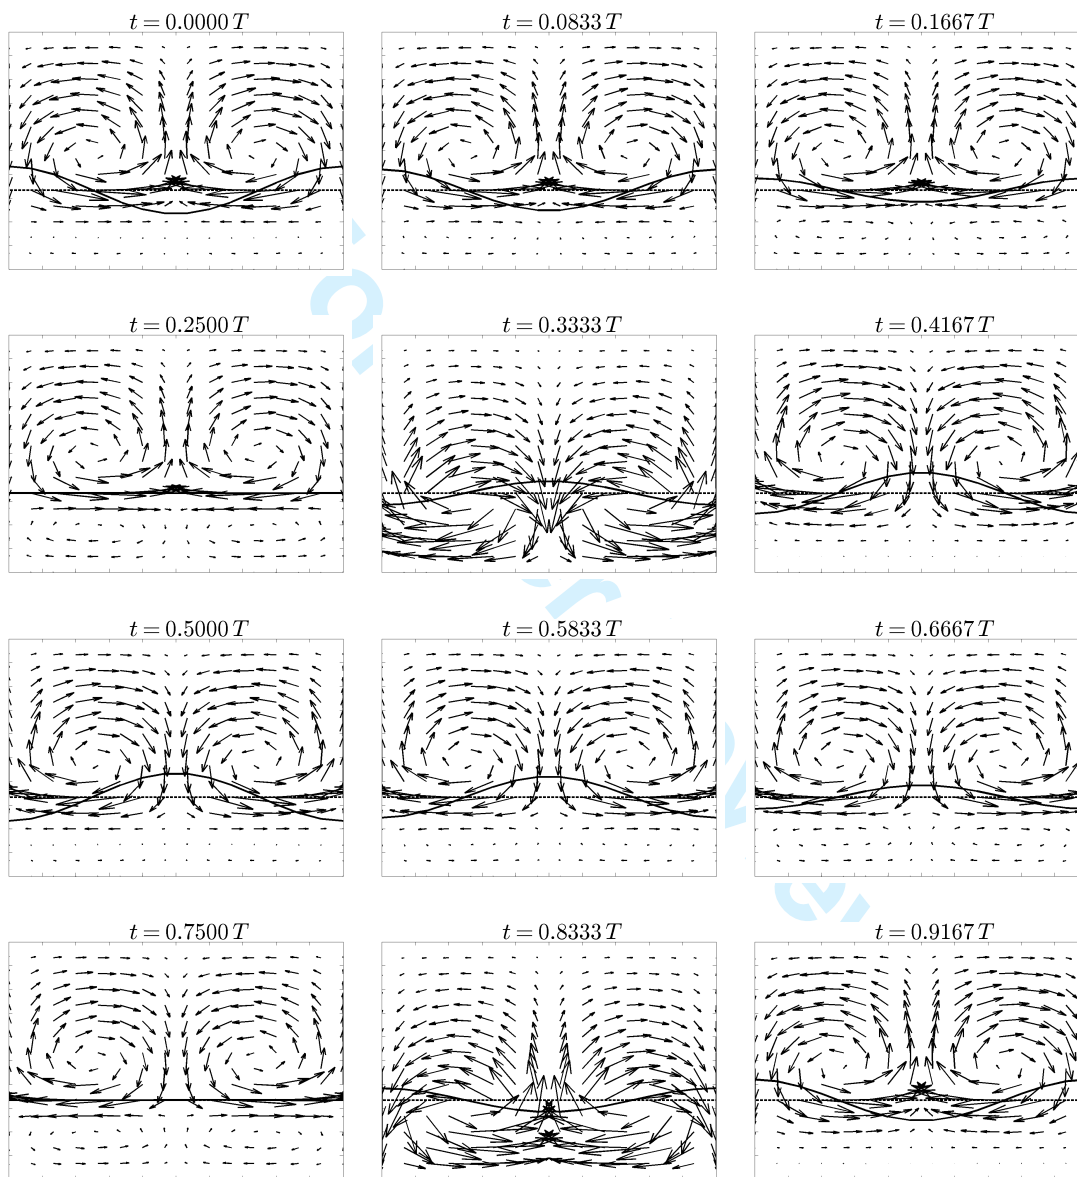 t = 0.0000 T
t = 0.0833 T
t = 0.1667 T
t = 0.2500 T
t = 0.3333 T
t = 0.4167 T
t = 0.5000 T
t = 0.5833 T
t = 0.6667 T
t = 0.7500 T
t = 0.8333 T
t = 0.9167 T